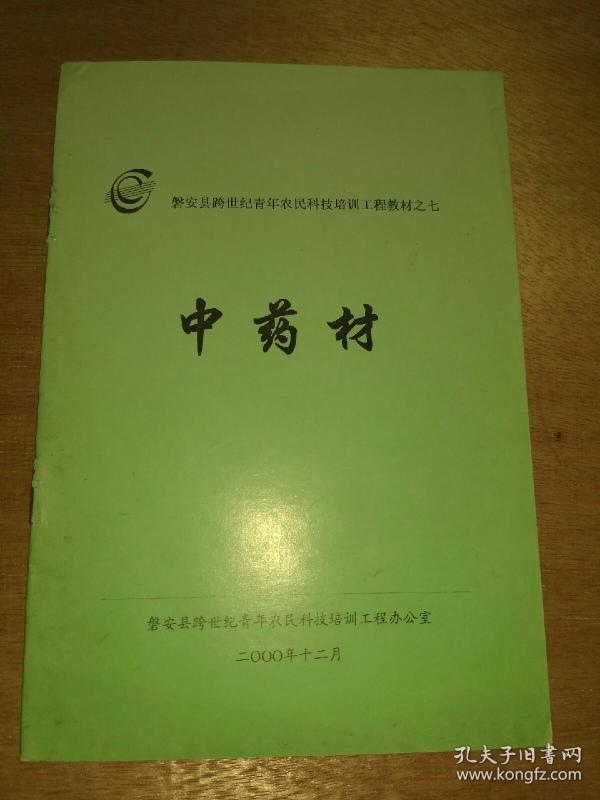 磐安县跨世纪青年农民科技培训工程教材之七
中药材
磐安县跨世纪青年农民科技培训工程办公室
二〇〇〇年十二月
孔夫子旧书网
www.kongfz.com